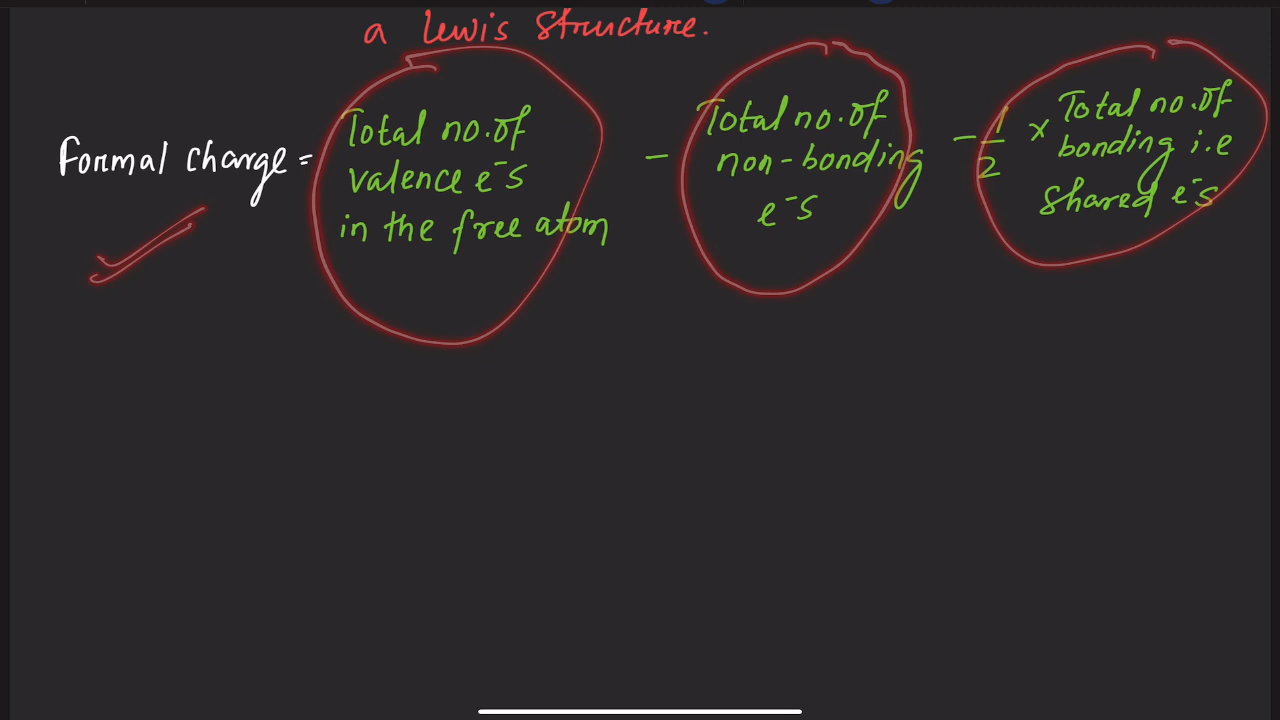 a Lewis Structure.
Formal charge = Total no. of valence e⁻s in the free atom - Total no. of non-bonding e⁻s - 1/2 × Total no. of bonding i.e shared e⁻s